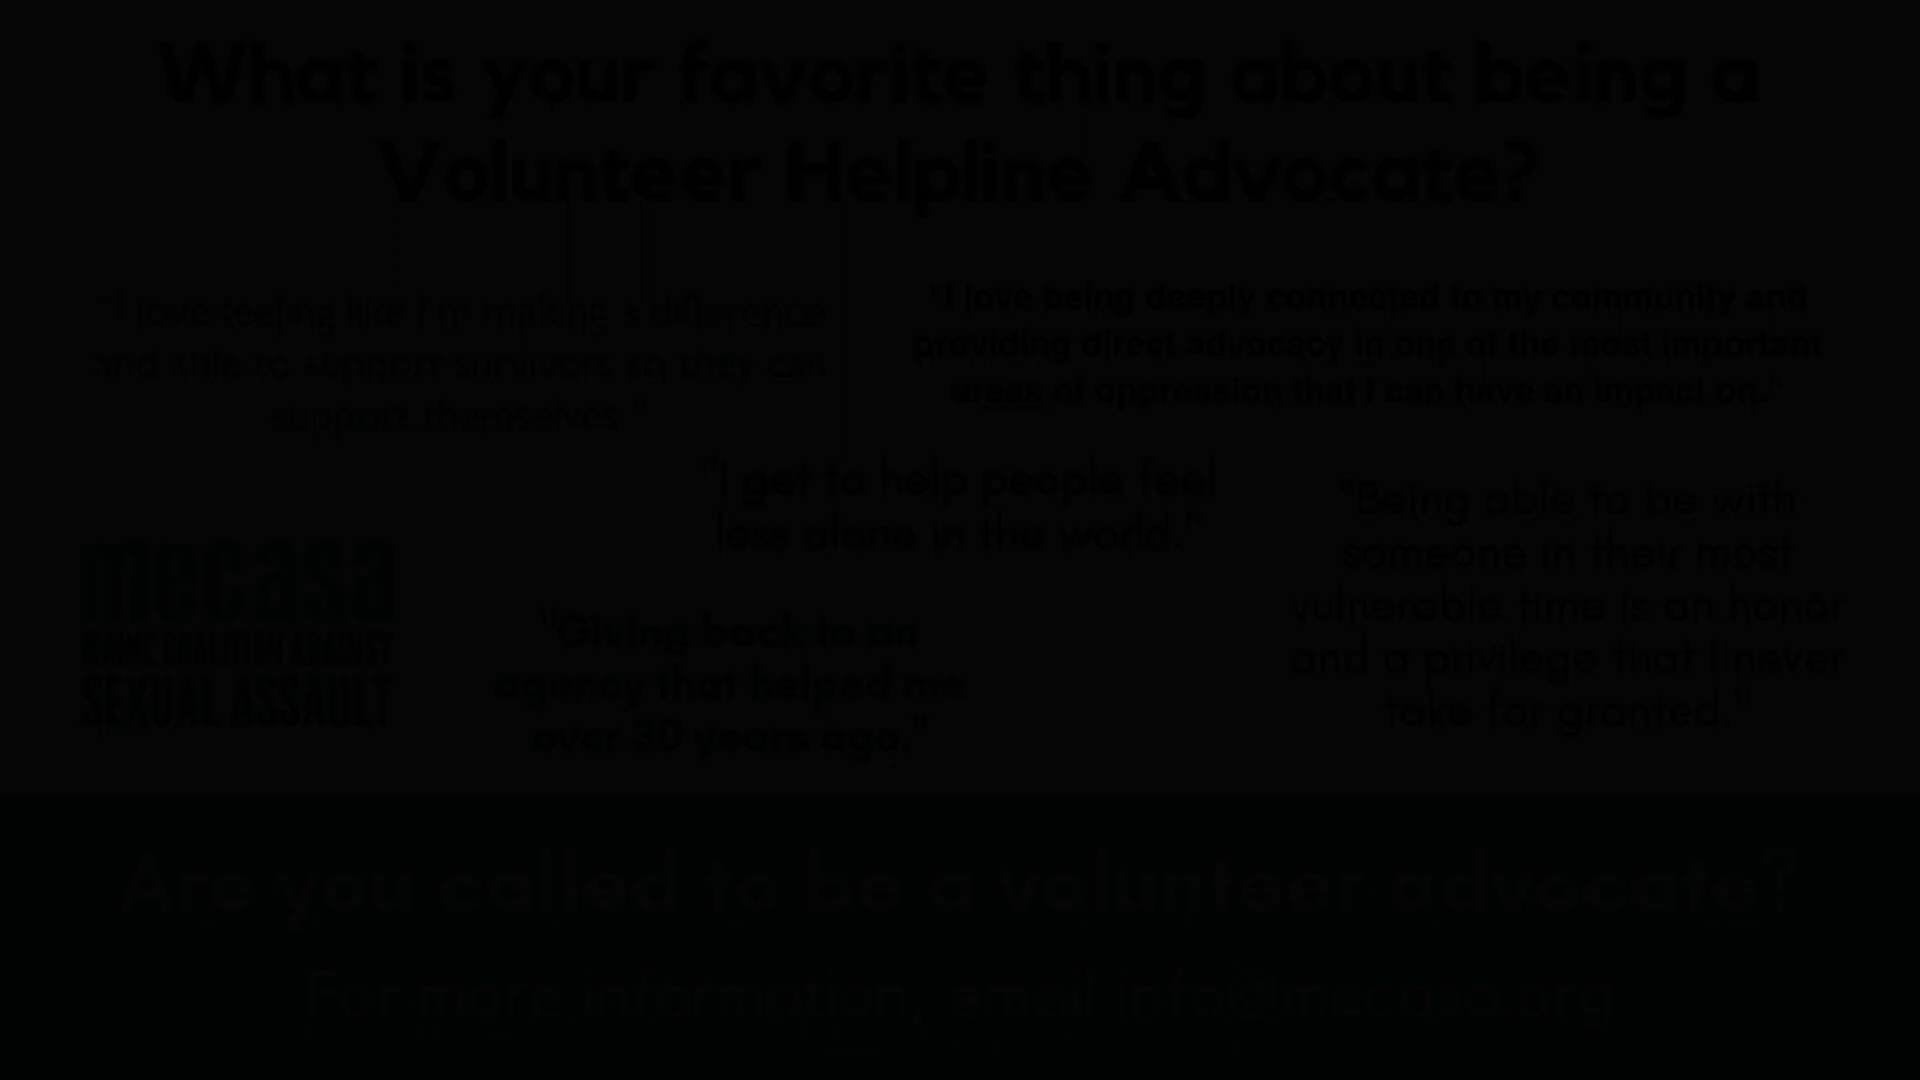 What is your favorite thing about being a
Volunteer Helpline Advocate?
"I love feeling like I'm making a difference
and able to support survivors so they can
support themselves."
"I love being deeply connected to my community and
providing direct advocacy in one of the most important
areas of oppression that I can have an impact on."
"I get to help people feel
less alone in the world."
"Being able to be with
someone in their most
vulnerable time is an honor
and a privilege that I never
take for granted."
mecasa
MAINE COALITION AGAINST
SEXUAL ASSAULT
"Giving back to an
agency that helped me
over 30 years ago."
Are you called to be a volunteer advocate?
For more information, email info@mecasa.org